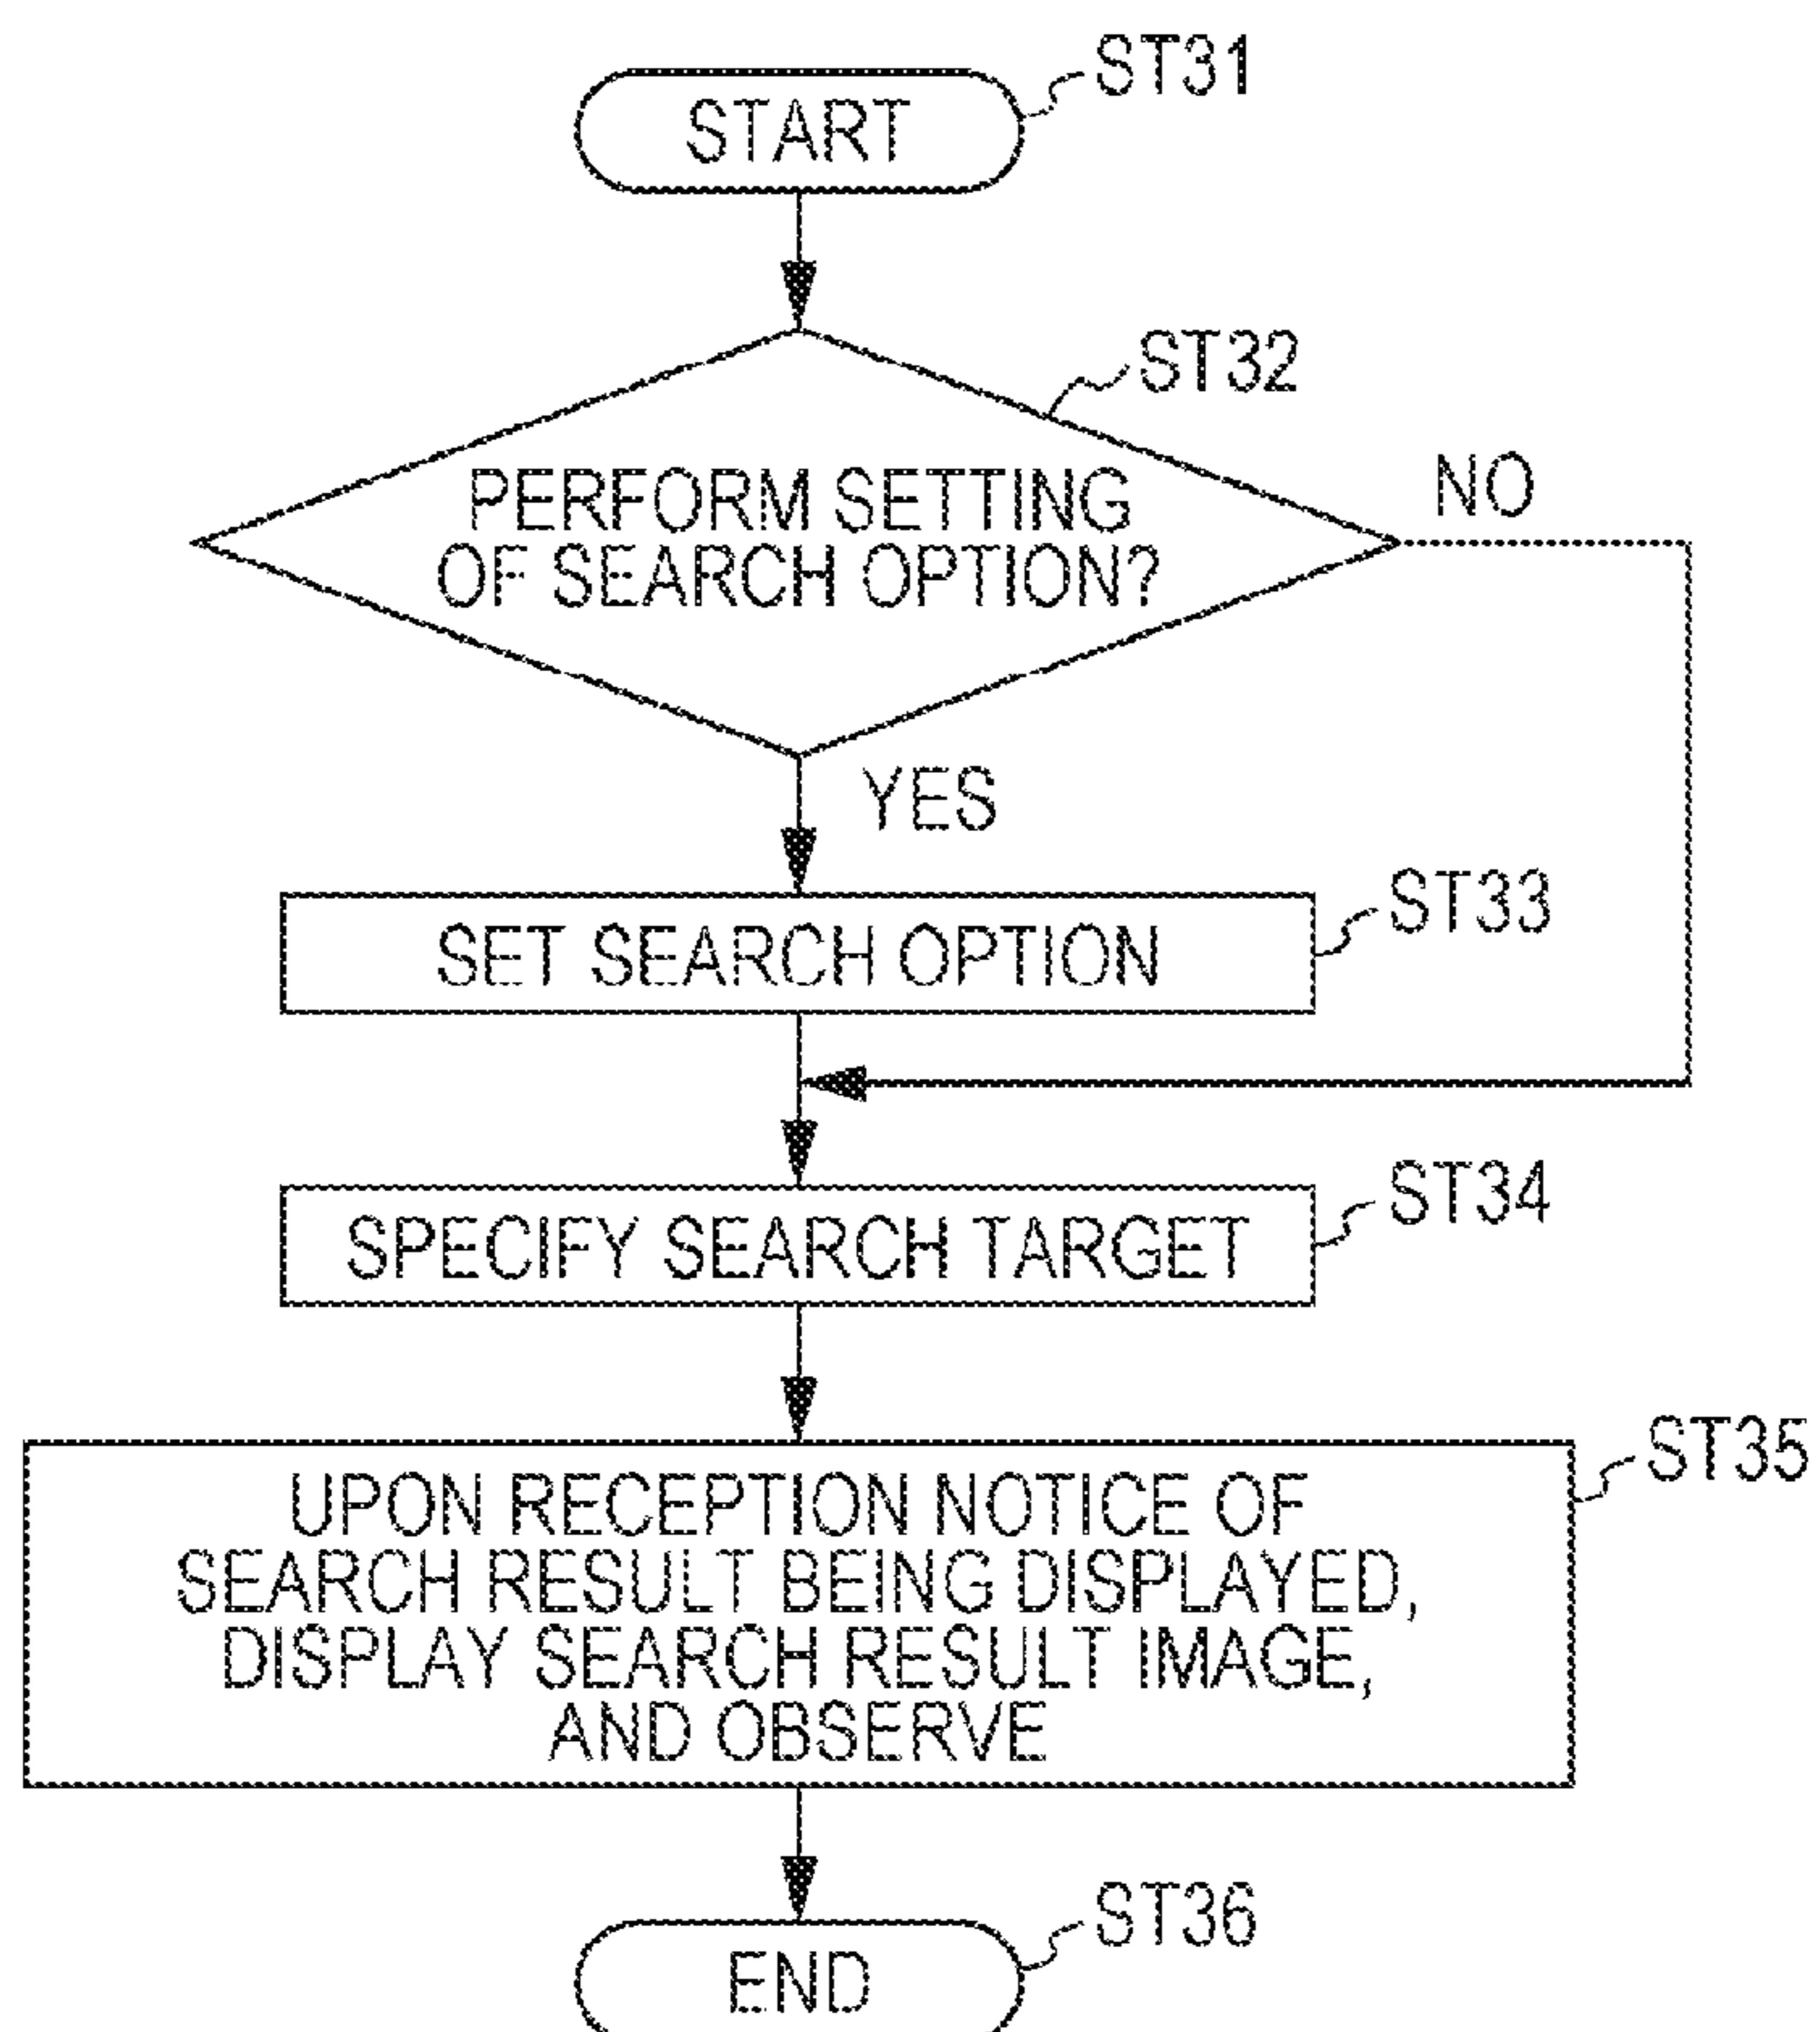 START
ST31
ST32
PERFORM SETTING
OF SEARCH OPTION?
NO
YES
SET SEARCH OPTION
ST33
SPECIFY SEARCH TARGET
ST34
ST35
UPON RECEPTION NOTICE OF
SEARCH RESULT BEING DISPLAYED,
DISPLAY SEARCH RESULT IMAGE,
AND OBSERVE
ST36
END